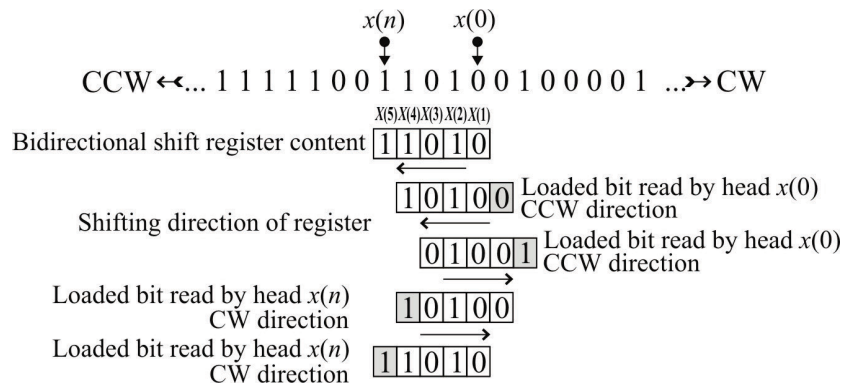 x(n) x(0)
CCW ... 1 1 1 1 1 0 0 1 1 0 1 0 0 1 0 0 0 0 1 ... CW
X(5) X(4) X(3) X(2) X(1)
Bidirectional shift register content 1 1 0 1 0
1 0 1 0 0 Loaded bit read by head x(0)
CCW direction
Shifting direction of register
0 1 0 0 1 Loaded bit read by head x(0)
CCW direction
Loaded bit read by head x(n) 1 0 1 0 0
CW direction
Loaded bit read by head x(n) 1 1 0 1 0
CW direction